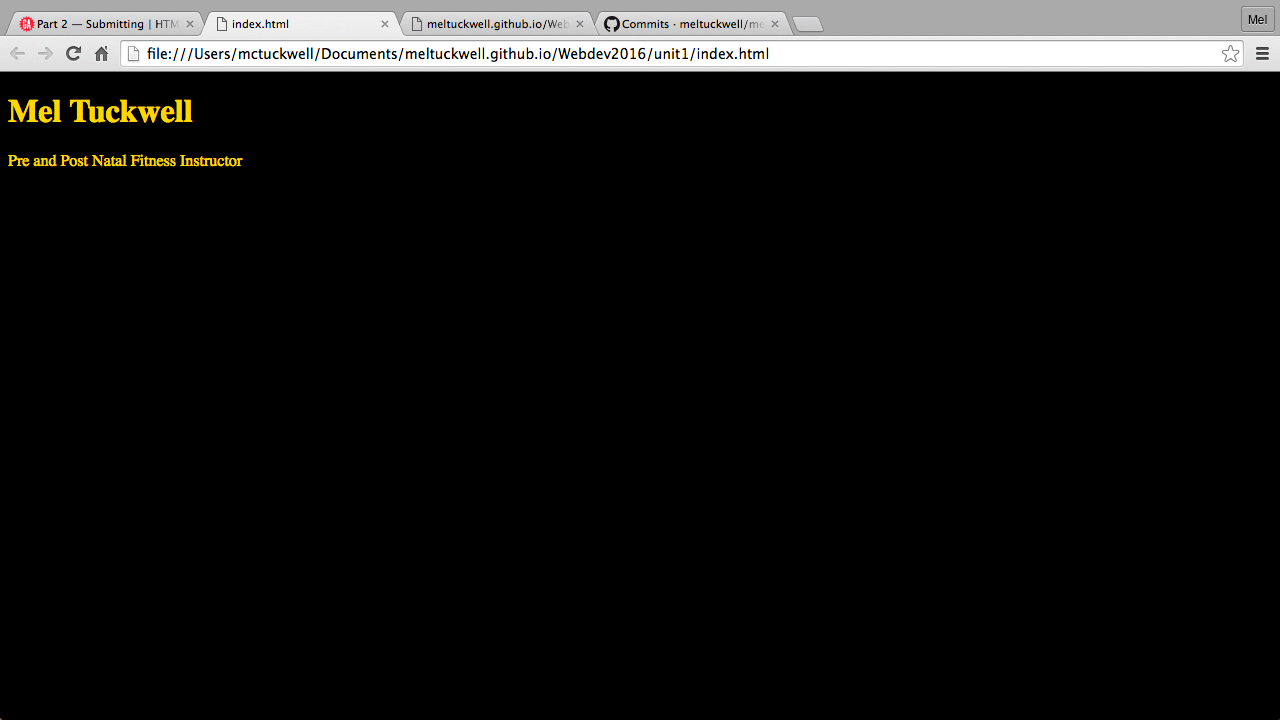 Part 2 — Submitting | HTM
index.html
meltuckwell.github.io/Web
Commits · meltuckwell/me
Mel
file:///Users/mctuckwell/Documents/meltuckwell.github.io/Webdev2016/unit1/index.html
Mel Tuckwell
Pre and Post Natal Fitness Instructor